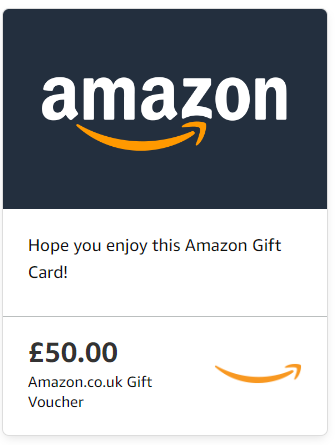 amazon
Hope you enjoy this Amazon Gift
Card!
£50.00
Amazon.co.uk Gift
Voucher